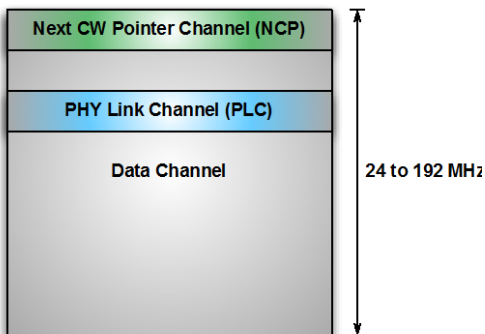 Next CW Pointer Channel (NCP)
PHY Link Channel (PLC)
Data Channel
24 to 192 MHz